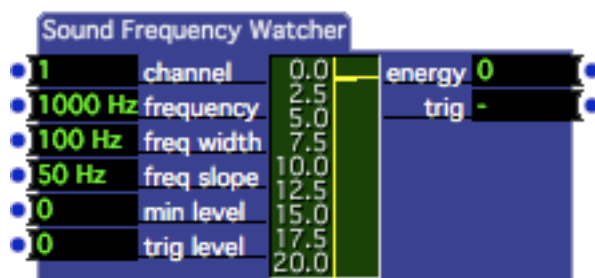 Sound Frequency Watcher
1 channel 0.0 energy 0
1000 Hz frequency 2.5 trig -
5.0
100 Hz freq width 7.5
50 Hz freq slope 10.0
12.5
0 min level 15.0
0 trig level 17.5
20.0